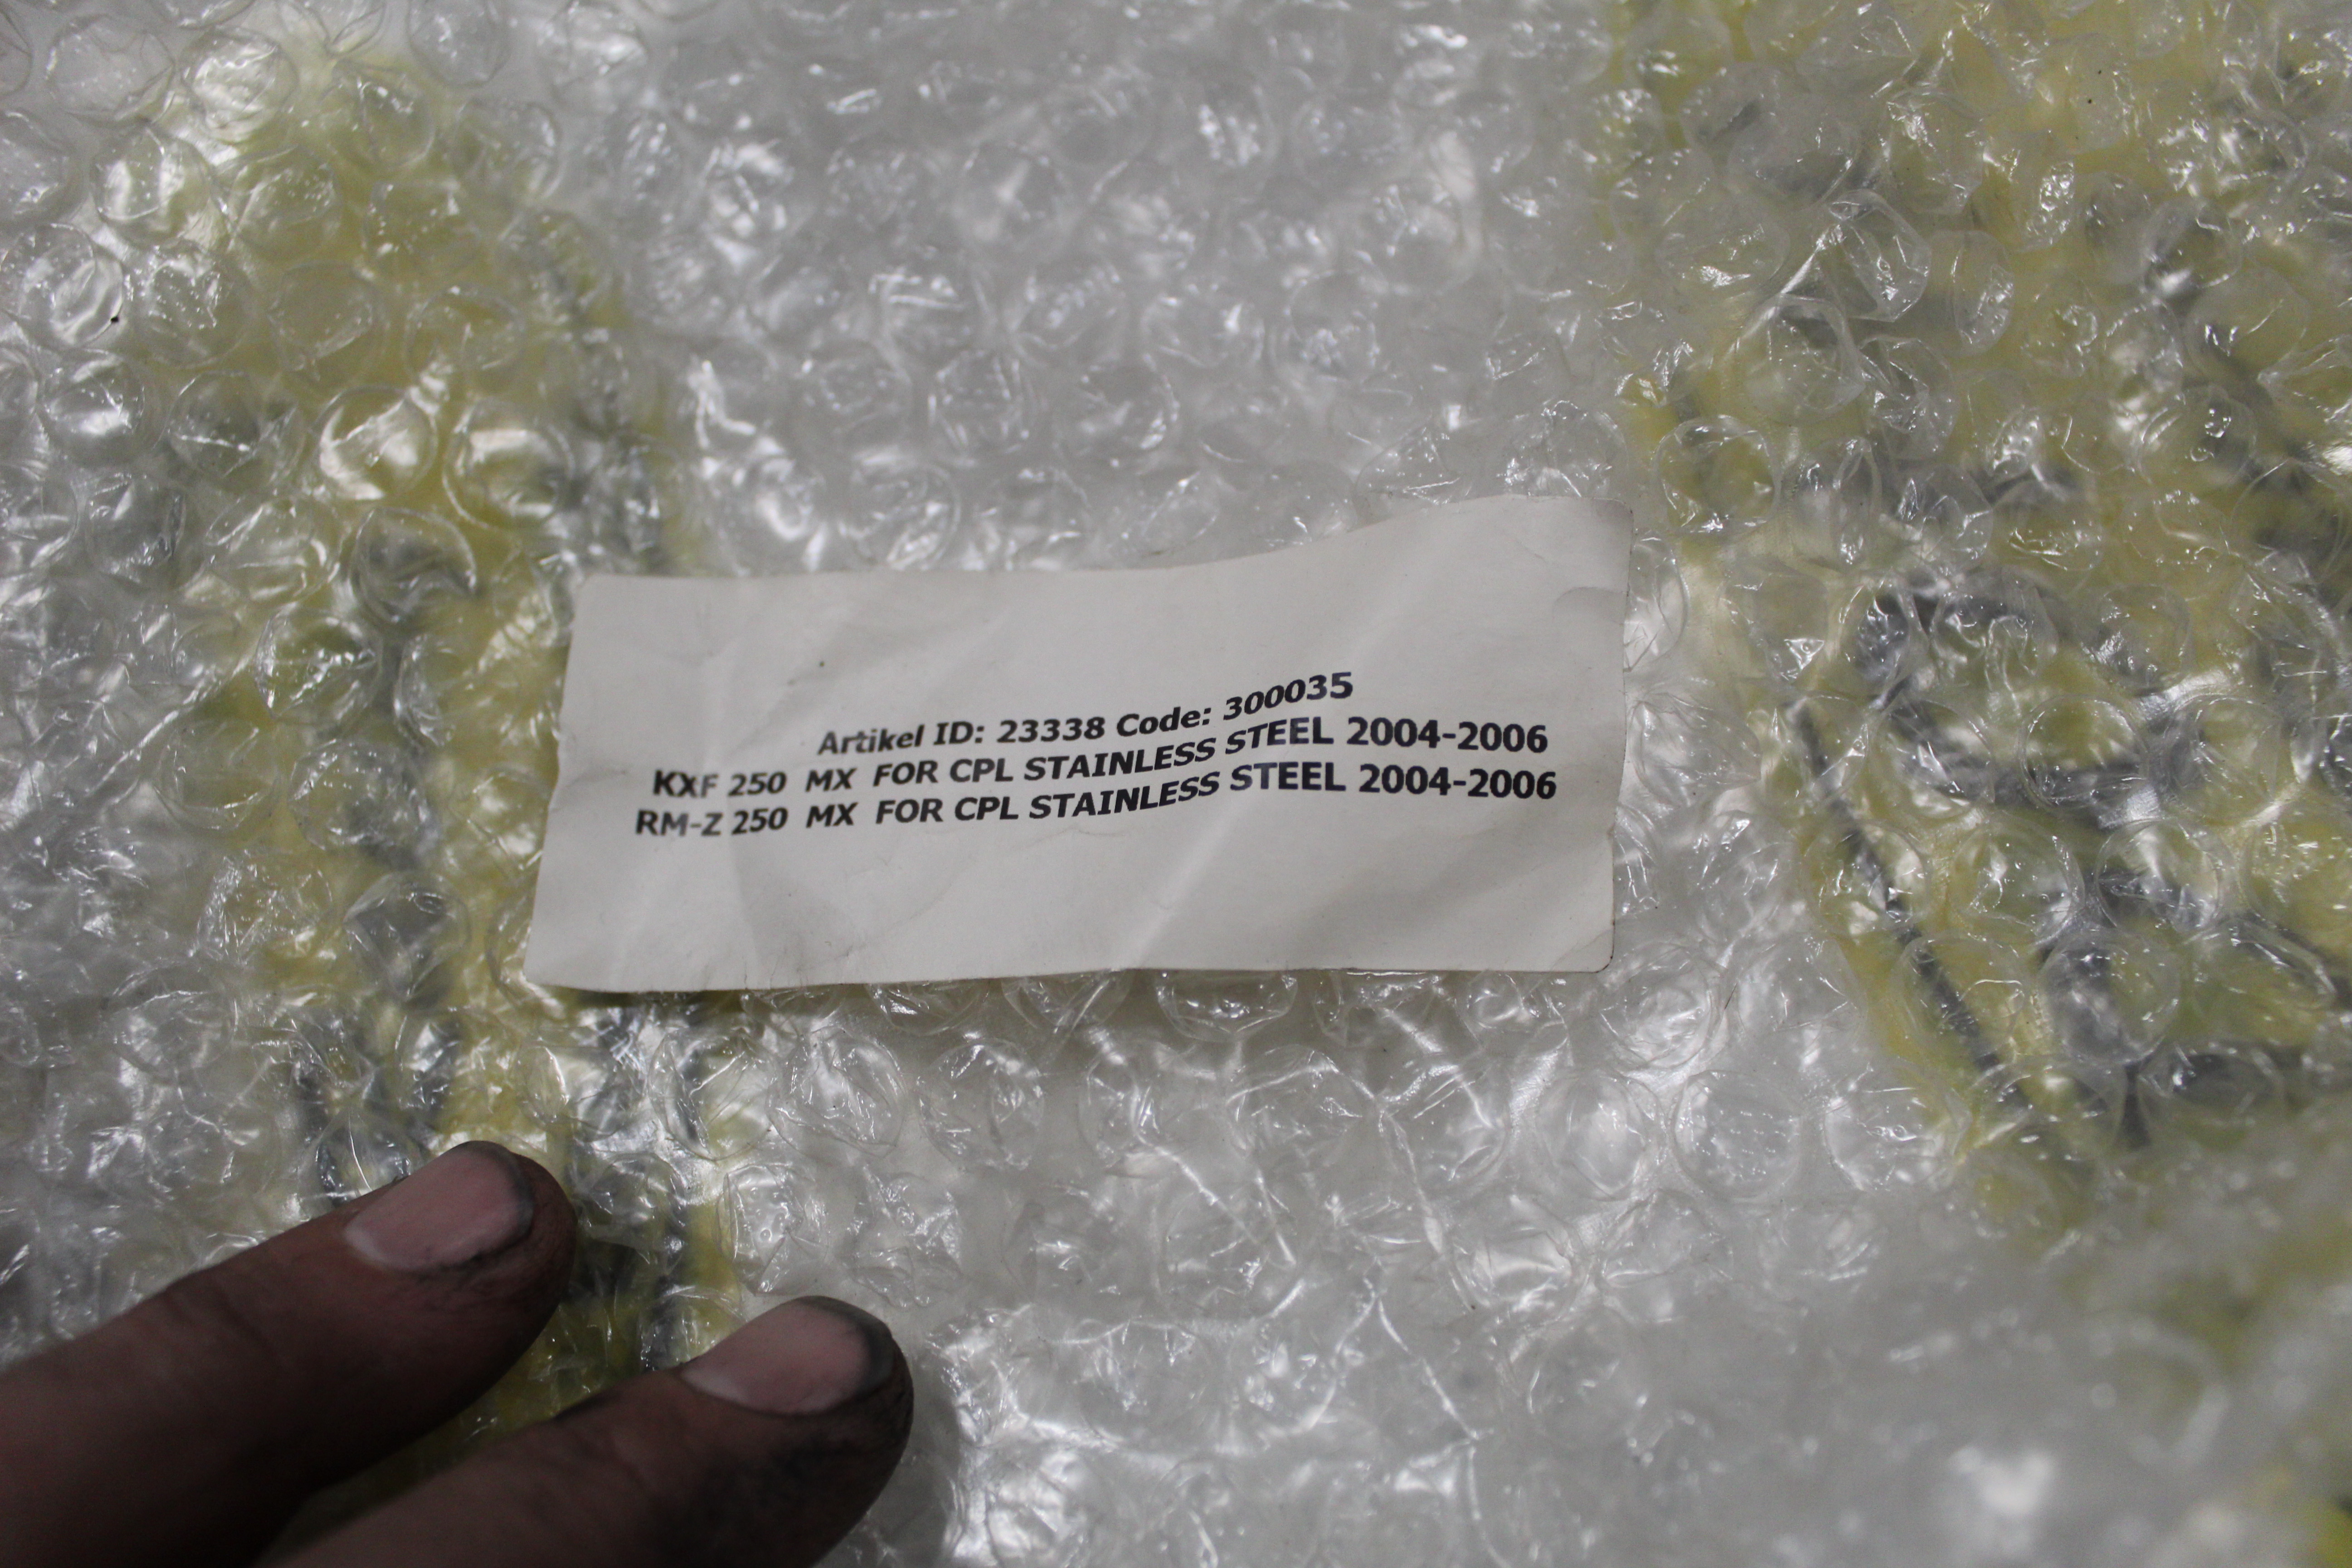 Artikel ID: 23338 Code: 300035
KXF 250 MX FOR CPL STAINLESS STEEL 2004-2006
RM-Z 250 MX FOR CPL STAINLESS STEEL 2004-2006